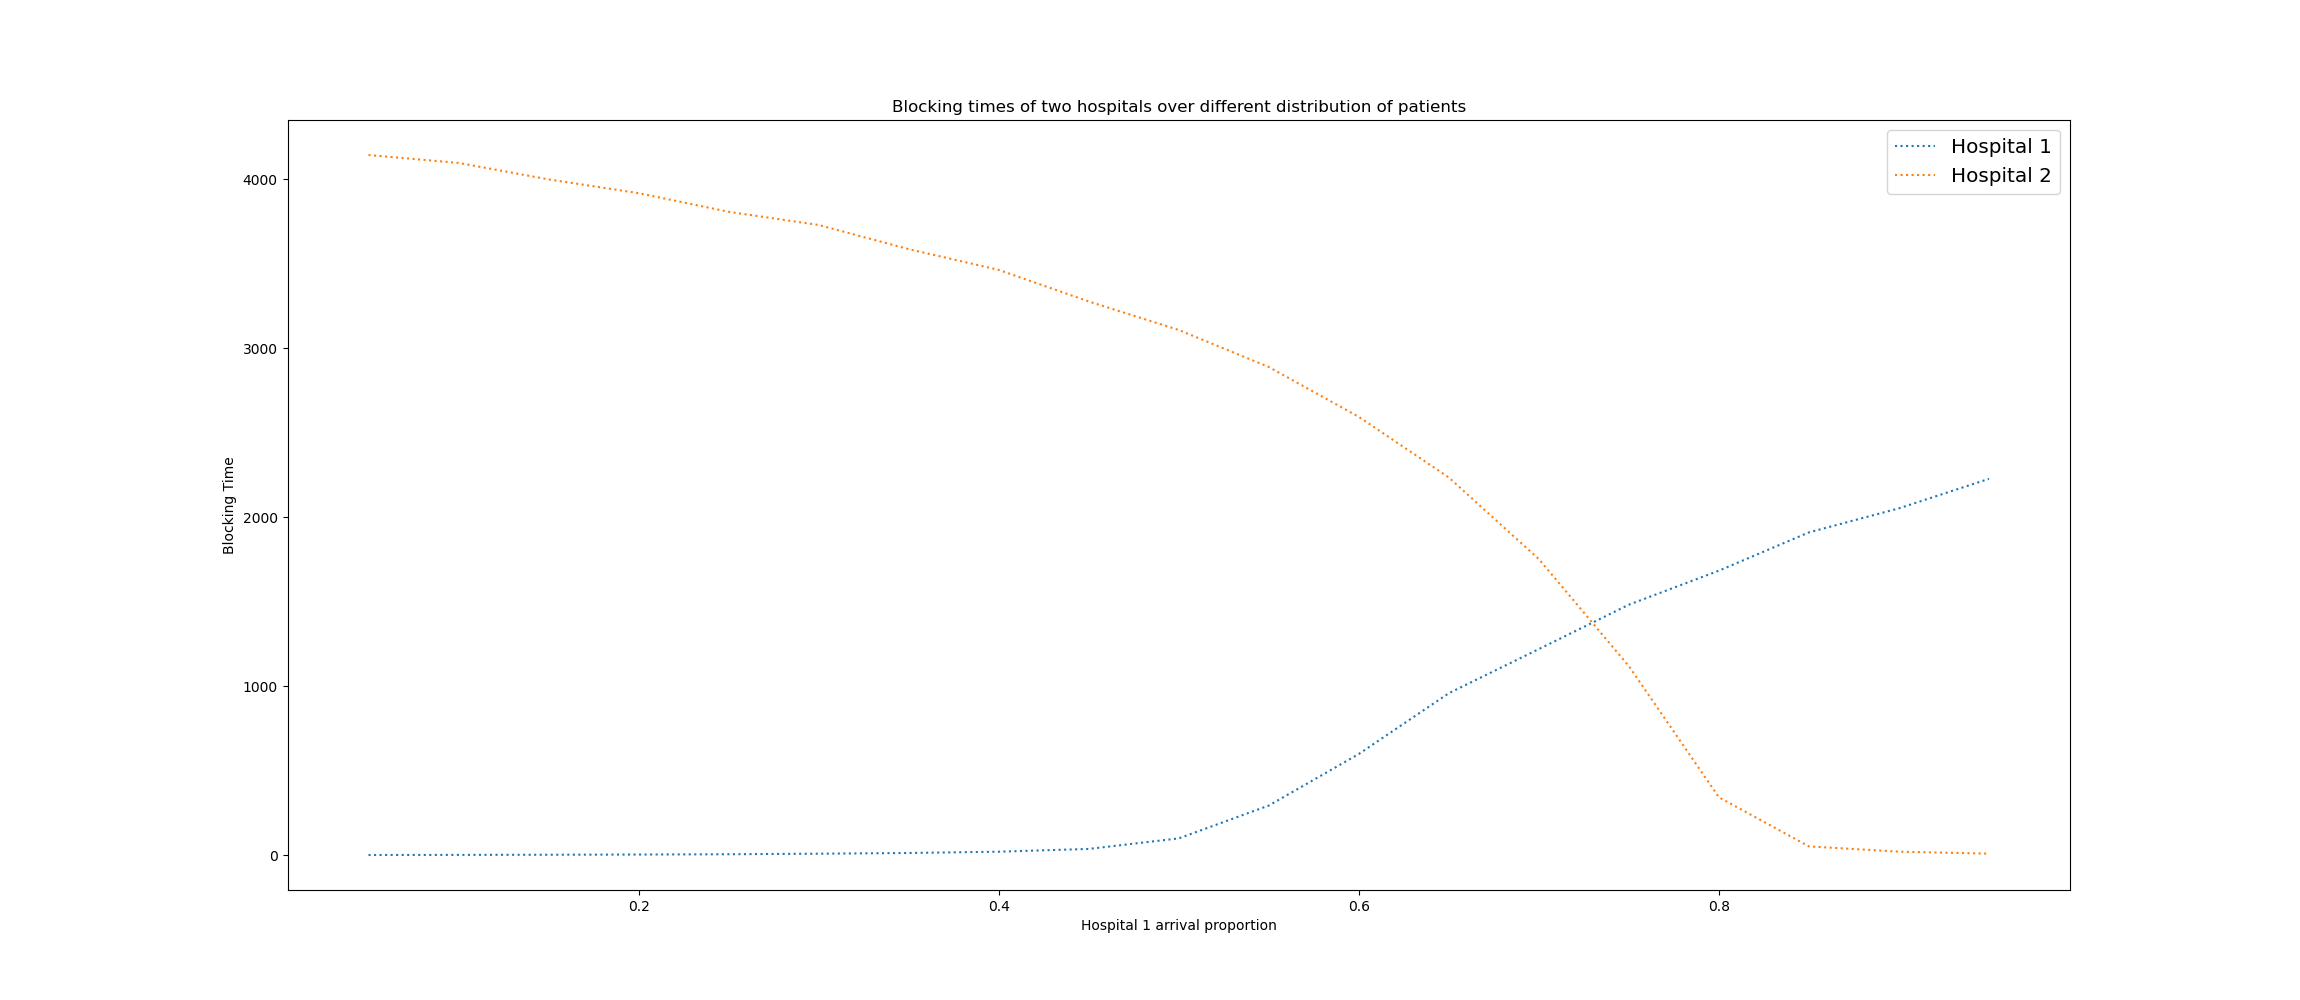 Blocking times of two hospitals over different distribution of patients
Hospital 1
Hospital 2
4000
3000
2000
1000
0
Blocking Time
0.2
0.4
0.6
0.8
Hospital 1 arrival proportion